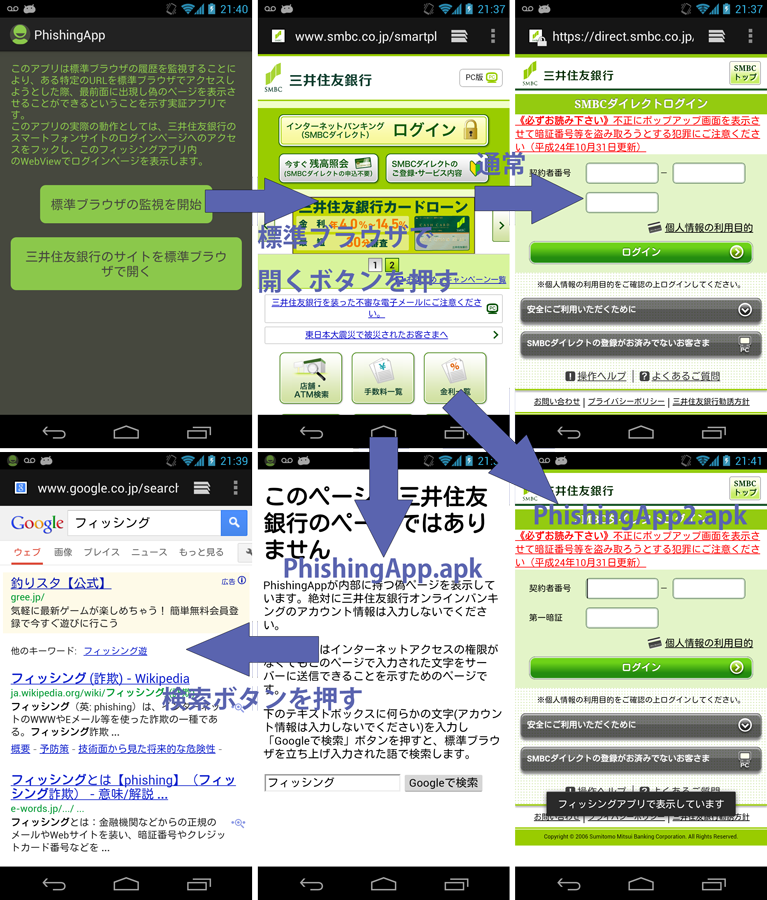 21:40
PhishingApp
このアプリは標準ブラウザの履歴を監視することに
より、ある特定のURLを標準ブラウザでアクセスし
ようとした際、最前面に出現し偽のページを表示さ
せることができるということを示す実証アプリで
す。
このアプリの実際の動作としては、三井住友銀行の
スマートフォンサイトのログインページへのアクセ
スをフックし、このフィッシングアプリ内
のWebViewでログインページを表示します。
標準ブラウザの監視を開始
三井住友銀行のサイトを標準ブラウ
ザで開く
21:37
www.smbc.co.jp/smartpl
SMBC
三井住友銀行
PC版
インターネットバンキング
(SMBCダイレクト)
ログイン
今すぐ残高照会
(SMBCダイレクトの申込不要)
SMBCダイレクトの
ご登録・サービス内容
三井住友銀行カードローン
年4.0%~14.5%
30分審査
1 2
キャンペーン一覧
三井住友銀行を装った不審な電子メールにご注意くださ
い。
東日本大震災で被災されたお客さまへ
店舗・
ATM検索
手数料一覧
金利一覧
標準ブラウザで
開くボタンを押す
通常
21:37
https://direct.smbc.co.jp,
SMBC
三井住友銀行
SMBC
トップ
SMBCダイレクトログイン
《必ずお読み下さい》不正にポップアップ画面を表示さ
せて暗証番号等を盗み取ろうとする犯罪にご注意くださ
い（平成24年10月31日更新）
契約者番号
–
個人情報の利用目的
ログイン
※個人情報の利用目的をご確認の上ログインしてください。
安全にご利用いただくために
SMBCダイレクトの登録がお済みでないお客さま
PC
操作ヘルプ | よくあるご質問
お問い合わせ | プライバシーポリシー | 三井住友銀行勧誘方針
21:39
www.google.co.jp/search
Google
フィッシング
ウェブ 画像 プレイス ニュース もっと見る
釣りスタ【公式】
広告
gree.jp/
気軽に最新ゲームが楽しめちゃう！ 簡単無料会員登
録で今すぐ遊びに行こう
他のキーワード: フィッシング遊
フィッシング (詐欺) - Wikipedia
ja.wikipedia.org/wiki/フィッシング
フィッシング（英: phishing）は、
のWWWやEメール等を使った詐欺の一種であ
る。フィッシング詐欺 ...
概要 - 予防策 - 技術面から見た将来的な危険性 -
フィッシングとは【phishing】（フィッ
シング詐欺） - 意味/解説 ...
e-words.jp/.../ ...
フィッシングとは：金融機関などからの正規の
メールやWebサイトを装い、暗証番号やクレジッ
トカード番号などを ...
検索ボタンを押す
このページ 三井住友
銀行のページではあり
ません
PhishingApp.apk
PhishingAppが内部に持つ偽ページを表示して
います。絶対に三井住友銀行オンラインバン
キングのアカウント情報は入力しないでくださ
い。
はインターネットアクセスの権限が
なくてもこのページで入力された文字をサー
バーに送信できることを示すためのページで
す。
下のテキストボックスに何らかの文字(アカウン
ト情報は入力しないでください)を入力し
「Googleで検索」ボタンを押すと、標準ブラウ
ザを立ち上げ入力された語で検索します。
フィッシング
Googleで検索
21:41
三井住友銀行
SMBC
トップ
PhishingApp2.apk
《必ずお読み下さい》不正にポップアップ画面を表示さ
せて暗証番号等を盗み取ろうとする犯罪にご注意くださ
い（平成24年10月31日更新）
契約者番号
–
第一暗証
個人情報の利用目的
ログイン
※個人情報の利用目的をご確認の上ログインしてください。
安全にご利用いただくために
SMBCダイレクトの登録がお済みでないお客さま
PC
操作ヘルプ | よくあるご質問
フィッシングアプリで表示しています
お問い合わせ | プライバシーポリシー | 三井住友銀行勧誘方針
Copyright © 2006 Sumitomo Mitsui Banking Corporation. All Rights Reserved.